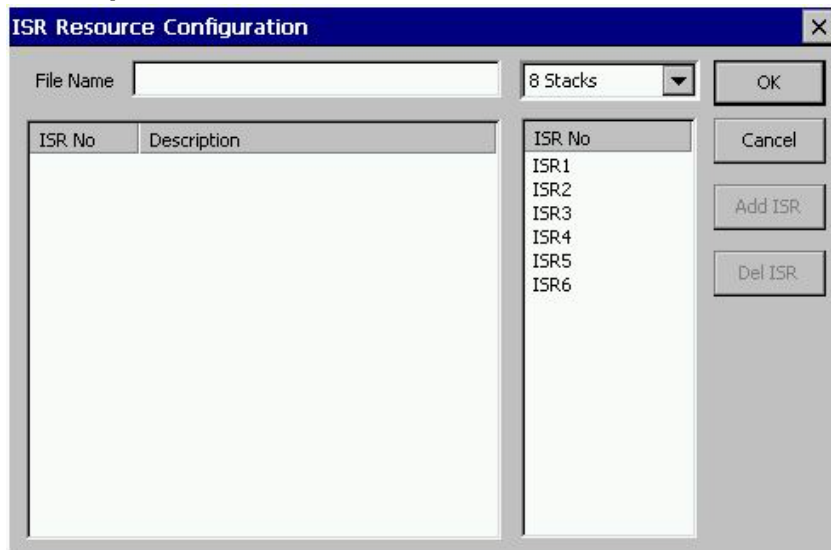 ISR Resource Configuration
File Name
8 Stacks
OK
ISR No Description
ISR No
Cancel
ISR1
ISR2
ISR3
Add ISR
ISR4
ISR5
Del ISR
ISR6